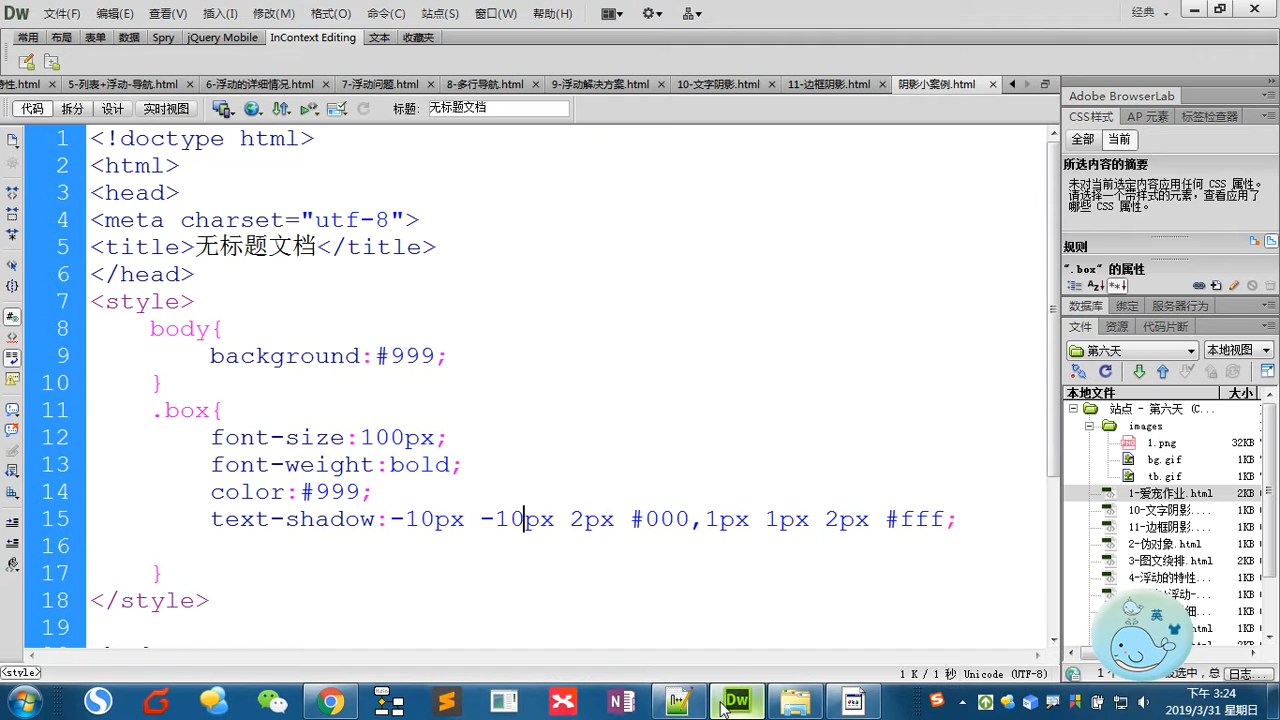 Dw 文件(F) 编辑(E) 查看(V) 插入(I) 修改(M) 格式(O) 命令(C) 站点(S) 窗口(W) 帮助(H) 经典
常用 布局 表单 数据 Spry jQuery Mobile InContext Editing 文本 收藏夹
特性.html 5-列表+浮动-导航.html 6-浮动的详细情况.html 7-浮动问题.html 8-多行导航.html 9-浮动解决方案.html 10-文字阴影.html 11-边框阴影.html 阴影小案例.html
代码 拆分 设计 实时视图 标题: 无标题文档
1 <!doctype html>
2 <html>
3 <head>
4 <meta charset="utf-8">
5 <title>无标题文档</title>
6 </head>
7 <style>
8 body{
9 background:#999;
10 }
11 .box{
12 font-size:100px;
13 font-weight:bold;
14 color:#999;
15 text-shadow:-10px -10px 2px #000,1px 1px 2px #fff;
16
17 }
18 </style>
19
<style>
1 K / 1 秒 Unicode (UTF-8)
Adobe BrowserLab
CSS样式 AP 元素 标签检查器
全部 当前
所选内容的摘要
未对当前选定内容应用任何 CSS 属性。
请选择一个带样式的元素，查看应用了
哪些 CSS 属性。
规则
".box" 的属性
数据库 绑定 服务器行为
文件 资源 代码片断
第六天 本地视图
本地文件 大小
站点 - 第六天 (C...
images
1.png 32KB
bg.gif 1KB
tb.gif 1KB
1-爱宠作业.html 2KB
10-文字阴影... 1KB
11-边框阴影... 1KB
2-伪对象.html 1KB
3-图文绕排.html 1KB
4-浮动的特性... 1KB
英
日志...
下午 3:24
2019/3/31 星期日